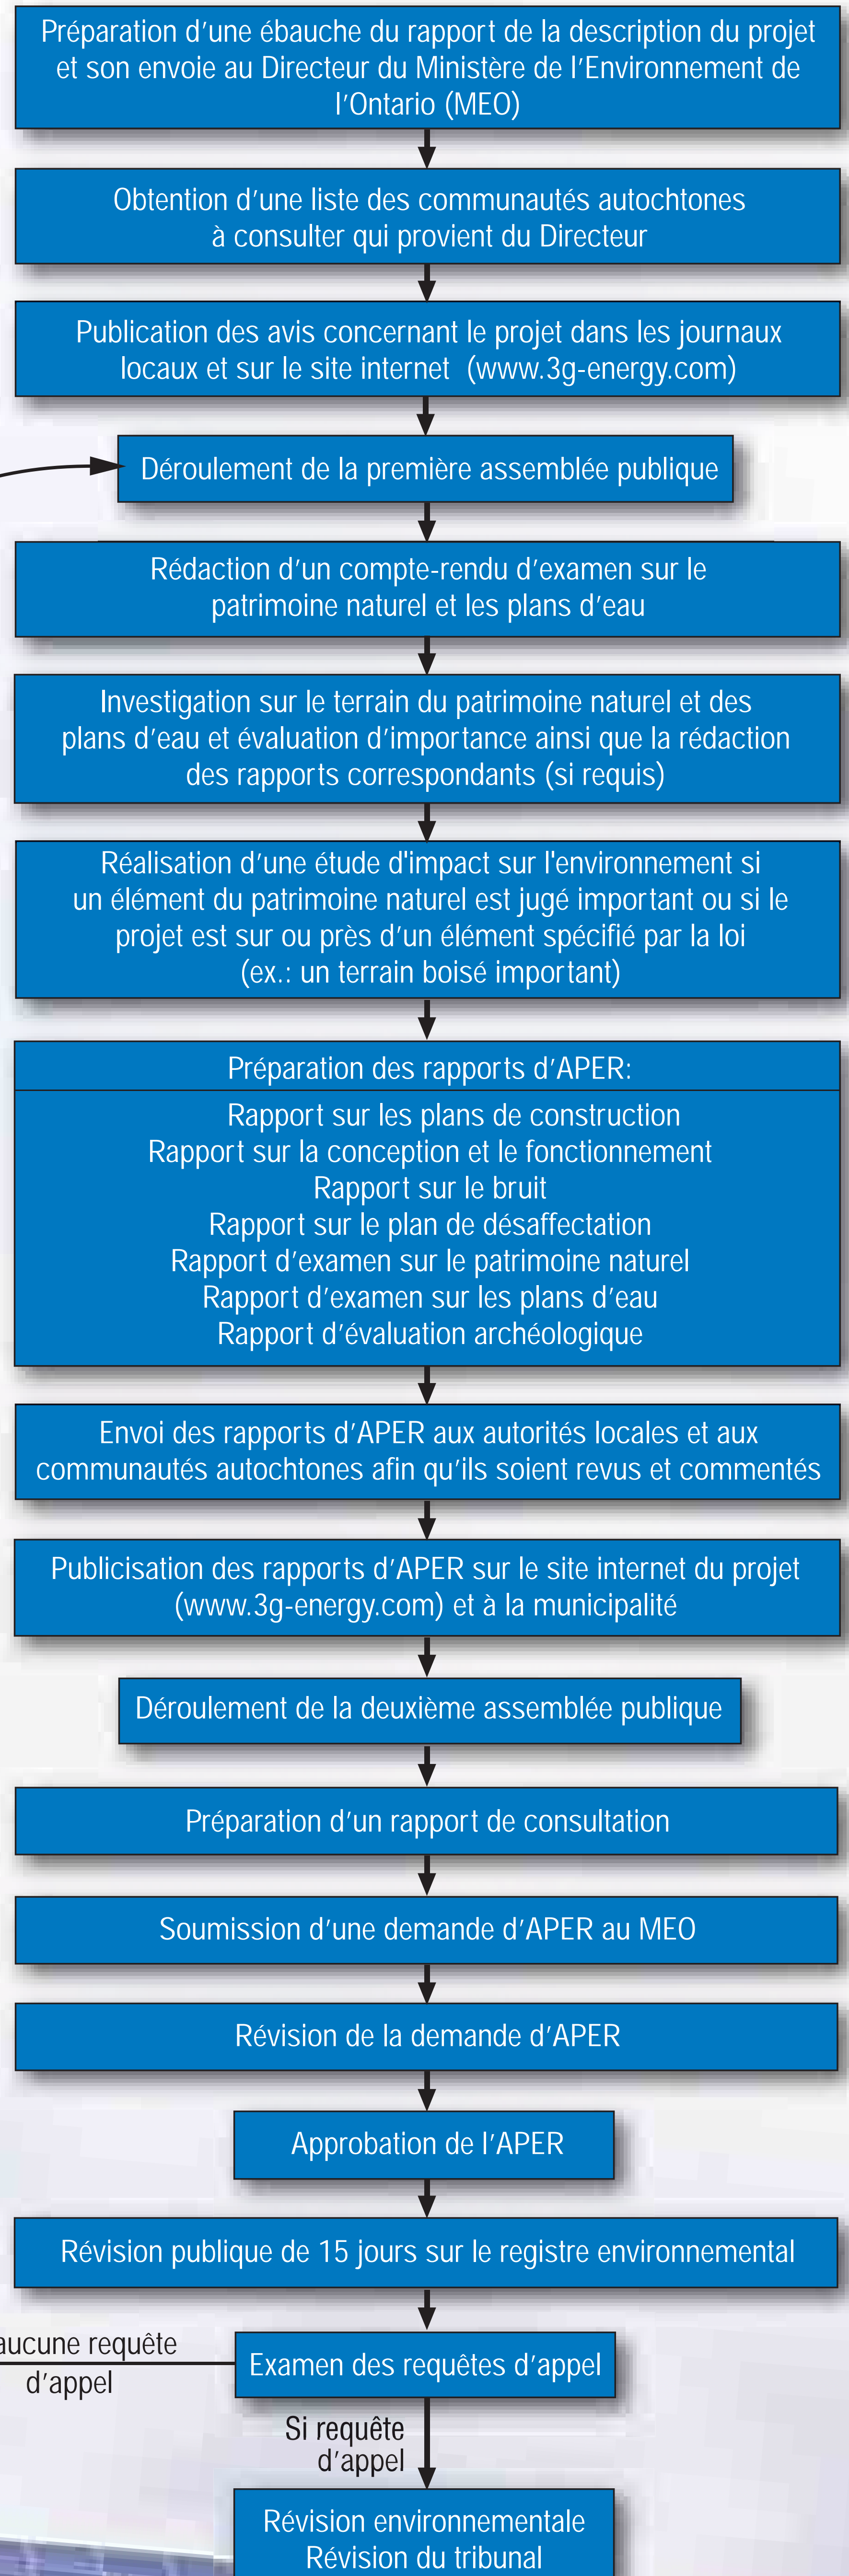 Préparation d’une ébauche du rapport de la description du projet
et son envoie au Directeur du Ministère de l’Environnement de
l’Ontario (MEO)
Obtention d’une liste des communautés autochtones
à consulter qui provient du Directeur
Publication des avis concernant le projet dans les journaux
locaux et sur le site internet (www.3g-energy.com)
Déroulement de la première assemblée publique
Rédaction d’un compte-rendu d’examen sur le
patrimoine naturel et les plans d’eau
Investigation sur le terrain du patrimoine naturel et des
plans d’eau et évaluation d’importance ainsi que la rédaction
des rapports correspondants (si requis)
Réalisation d’une étude d'impact sur l'environnement si
un élément du patrimoine naturel est jugé important ou si le
projet est sur ou près d’un élément spécifié par la loi
(ex.: un terrain boisé important)
Préparation des rapports d’APER:
Rapport sur les plans de construction
Rapport sur la conception et le fonctionnement
Rapport sur le bruit
Rapport sur le plan de désaffectation
Rapport d’examen sur le patrimoine naturel
Rapport d’examen sur les plans d’eau
Rapport d’évaluation archéologique
Envoi des rapports d’APER aux autorités locales et aux
communautés autochtones afin qu’ils soient revus et commentés
Publicisation des rapports d’APER sur le site internet du projet
(www.3g-energy.com) et à la municipalité
Déroulement de la deuxième assemblée publique
Préparation d’un rapport de consultation
Soumission d’une demande d’APER au MEO
Révision de la demande d’APER
Approbation de l’APER
Révision publique de 15 jours sur le registre environnemental
aucune requête
d’appel
Examen des requêtes d’appel
Si requête
d’appel
Révision environnementale
Révision du tribunal